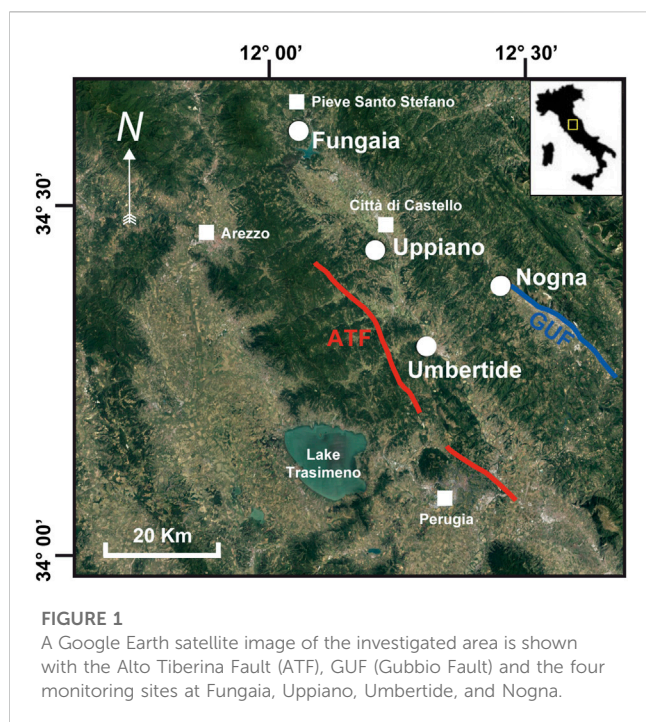 12° 00' 12° 30'
N
Pieve Santo Stefano
Fungaia
34° 30'
Città di Castello
Arezzo
Uppiano
Nogna
GUF
ATF
Umbertide
Lake
Trasimeno
Perugia
20 Km
34° 00'
FIGURE 1
A Google Earth satellite image of the investigated area is shown
with the Alto Tiberina Fault (ATF), GUF (Gubbio Fault) and the four
monitoring sites at Fungaia, Uppiano, Umbertide, and Nogna.